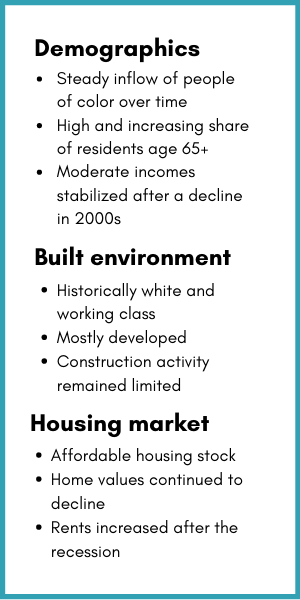 Demographics
• Steady inflow of people
of color over time
• High and increasing share
of residents age 65+
• Moderate incomes
stabilized after a decline
in 2000s
Built environment
• Historically white and
working class
• Mostly developed
• Construction activity
remained limited
Housing market
• Affordable housing stock
• Home values continued to
decline
• Rents increased after the
recession